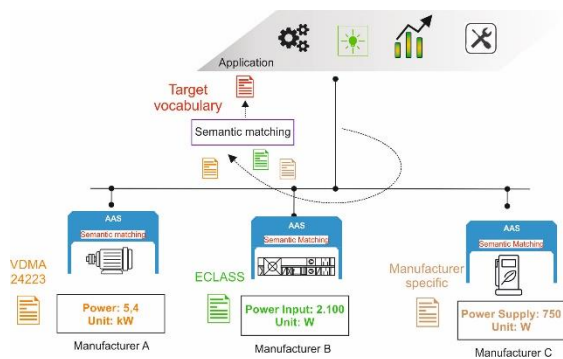 Application
Target
vocabulary
Semantic matching
AAS
Semantic matching
AAS
Semantic Matching
AAS
Semantic Matching
VDMA
24223
ECLASS
Manufacturer
specific
Power: 5,4
Unit: kW
Power Input: 2.100
Unit: W
Power Supply: 750
Unit: W
Manufacturer A
Manufacturer B
Manufacturer C